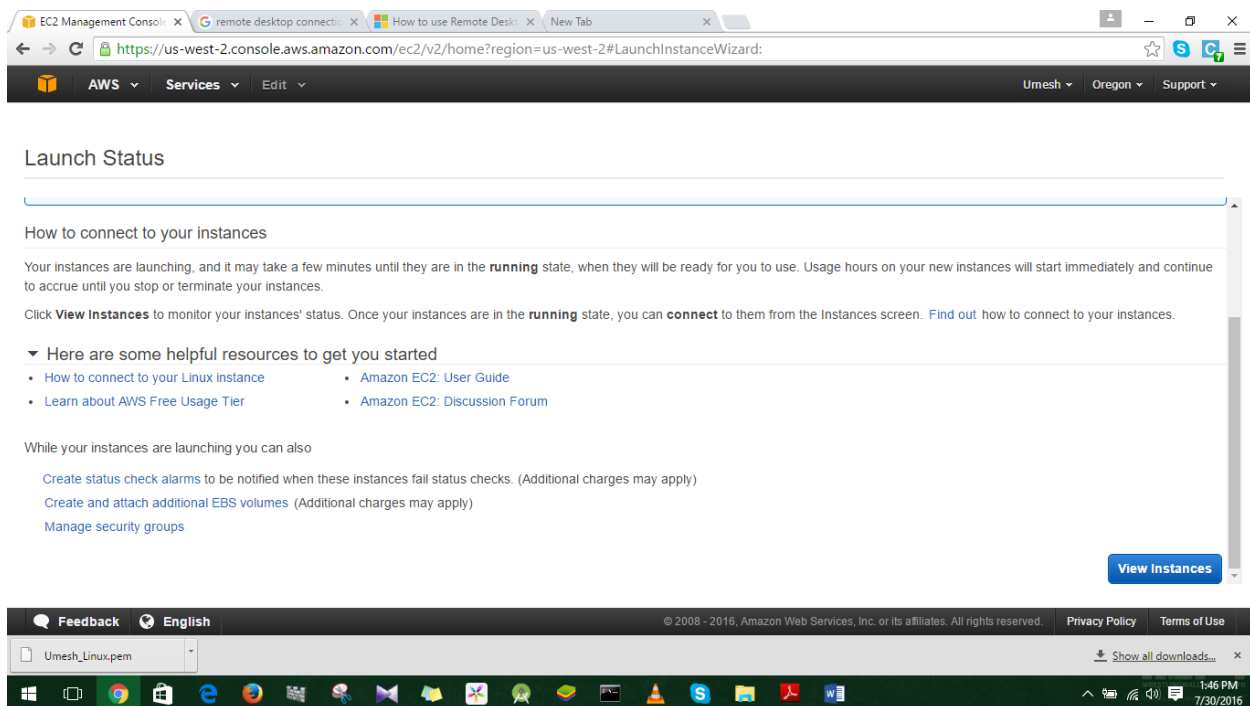 EC2 Management Console
remote desktop connectic
How to use Remote Deskt
New Tab
https://us-west-2.console.aws.amazon.com/ec2/v2/home?region=us-west-2#LaunchInstanceWizard:
AWS Services Edit Umesh Oregon Support
Launch Status
How to connect to your instances
Your instances are launching, and it may take a few minutes until they are in the running state, when they will be ready for you to use. Usage hours on your new instances will start immediately and continue
to accrue until you stop or terminate your instances.
Click View Instances to monitor your instances' status. Once your instances are in the running state, you can connect to them from the Instances screen. Find out how to connect to your instances.
Here are some helpful resources to get you started
• How to connect to your Linux instance
• Amazon EC2: User Guide
• Learn about AWS Free Usage Tier
• Amazon EC2: Discussion Forum
While your instances are launching you can also
Create status check alarms to be notified when these instances fail status checks. (Additional charges may apply)
Create and attach additional EBS volumes (Additional charges may apply)
Manage security groups
View Instances
Feedback English © 2008 - 2016, Amazon Web Services, Inc. or its affiliates. All rights reserved. Privacy Policy Terms of Use
Umesh_Linux.pem
Show all downloads...
1:46 PM
7/30/2016